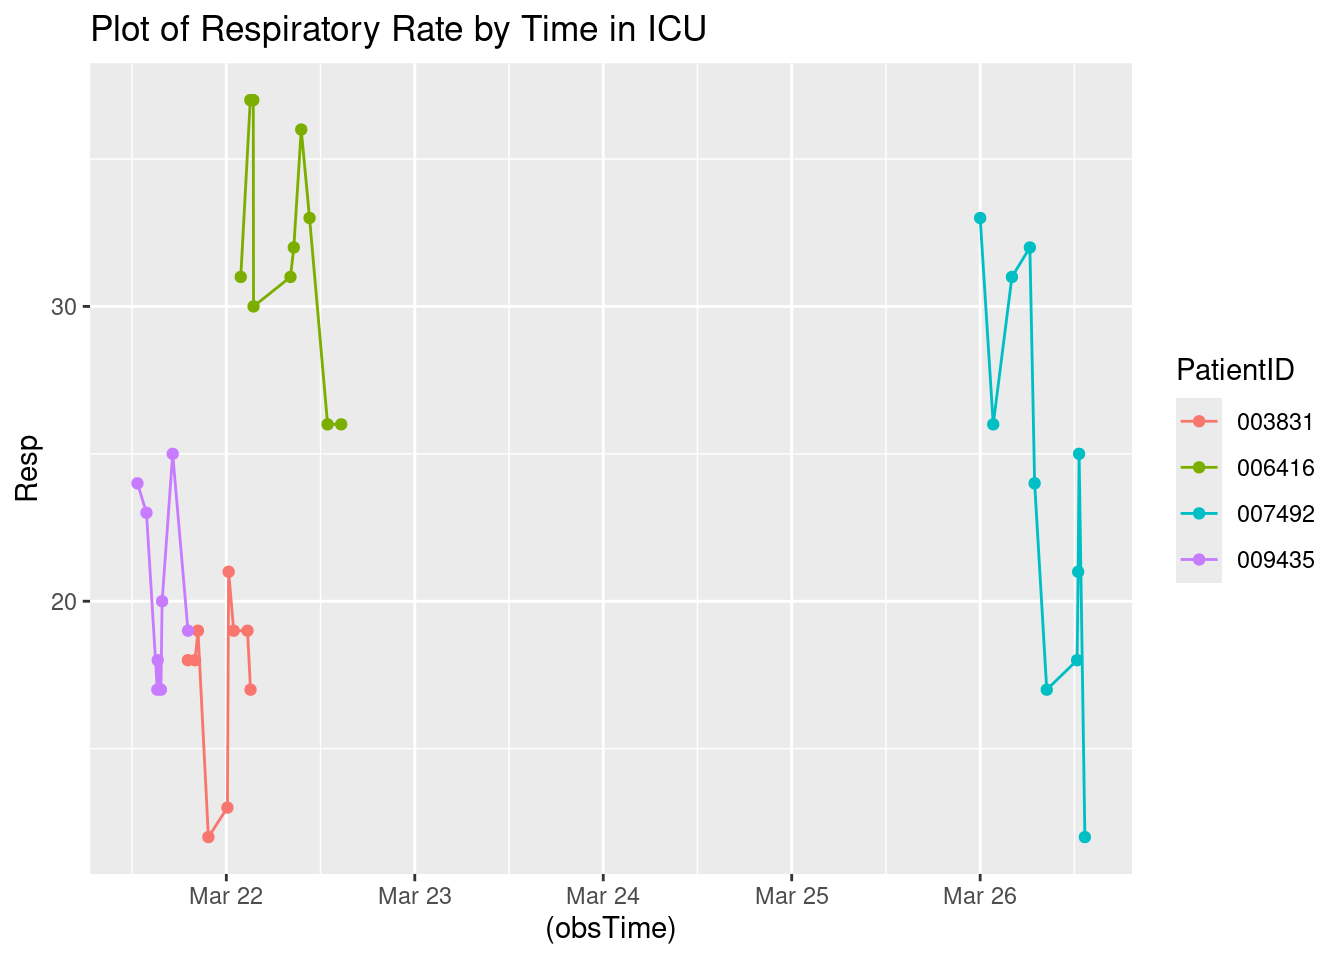 Plot of Respiratory Rate by Time in ICU
Resp
30
20
Mar 22 Mar 23 Mar 24 Mar 25 Mar 26
(obsTime)
PatientID
003831
006416
007492
009435